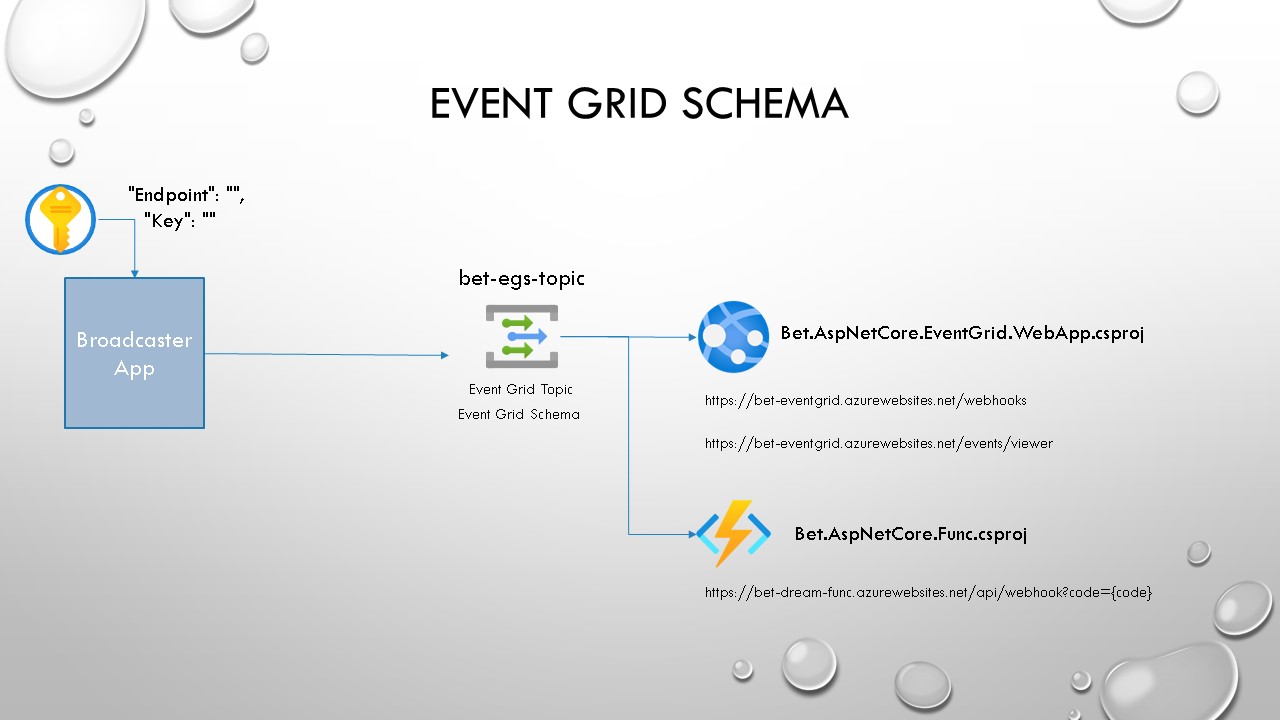 EVENT GRID SCHEMA
"Endpoint": "",
"Key": ""
Broadcaster
App
bet-egs-topic
Event Grid Topic
Event Grid Schema
Bet.AspNetCore.EventGrid.WebApp.csproj
https://bet-eventgrid.azurewebsites.net/webhooks
https://bet-eventgrid.azurewebsites.net/events/viewer
Bet.AspNetCore.Func.csproj
https://bet-dream-func.azurewebsites.net/api/webhook?code={code}